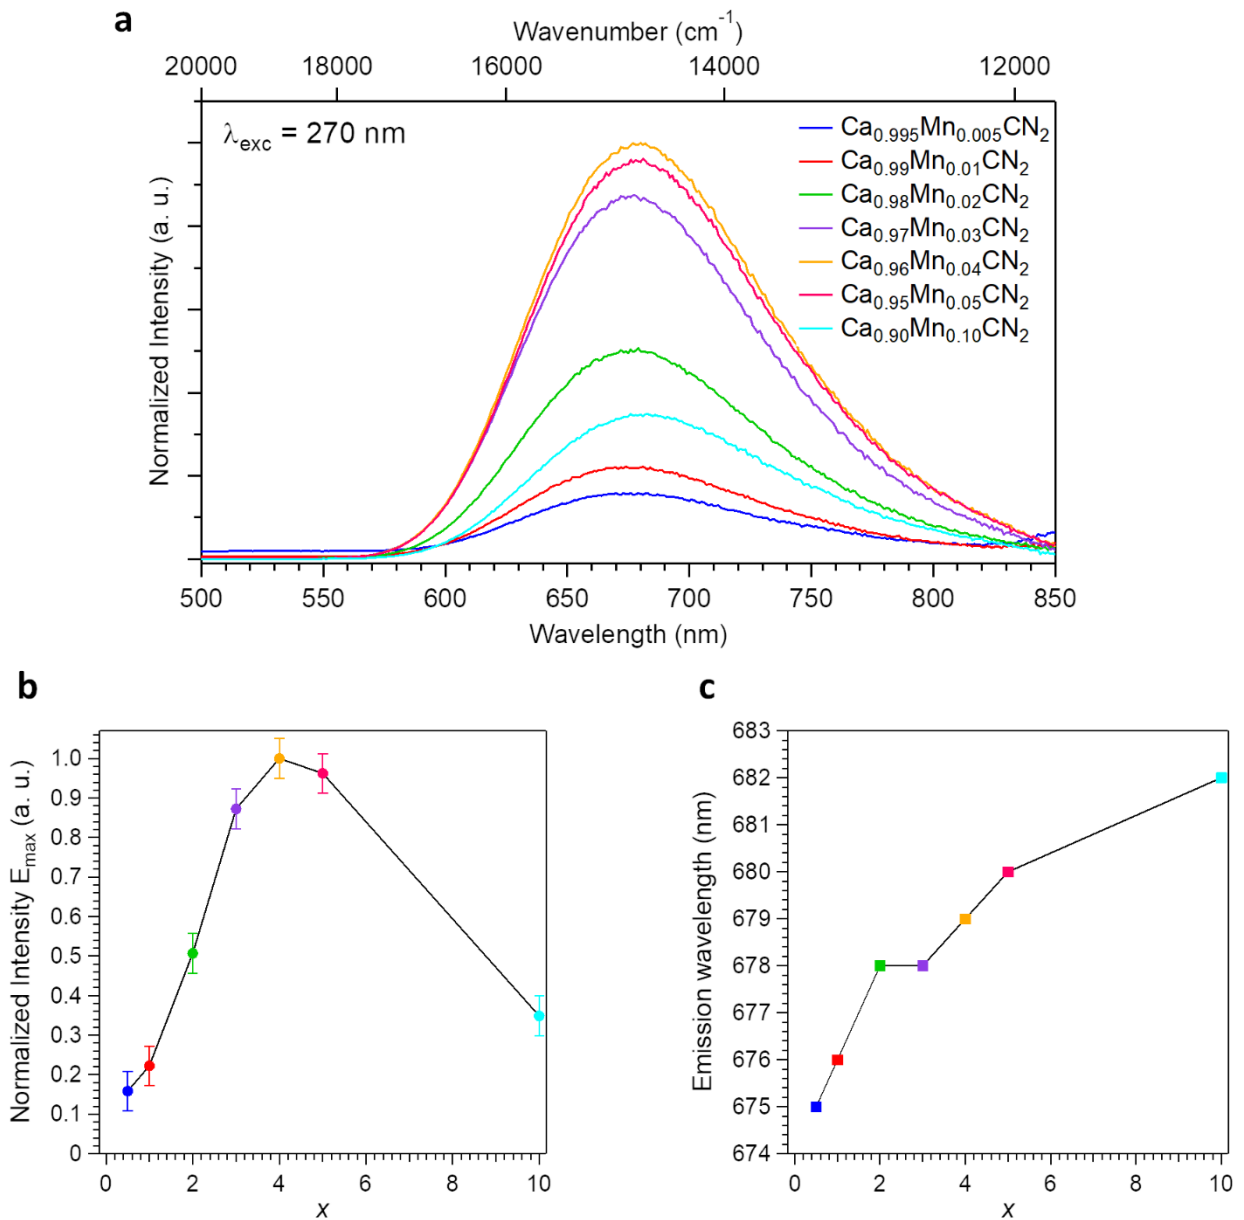 a
Wavenumber (cm⁻¹)
20000 18000 16000 14000 12000
λexc = 270 nm
Ca₀.₉₉₅Mn₀.₀₀₅CN₂
Ca₀.₉₉Mn₀.₀₁CN₂
Ca₀.₉₈Mn₀.₀₂CN₂
Ca₀.₉₇Mn₀.₀₃CN₂
Ca₀.₉₆Mn₀.₀₄CN₂
Ca₀.₉₅Mn₀.₀₅CN₂
Ca₀.₉₀Mn₀.₁₀CN₂
Normalized Intensity (a. u.)
500 550 600 650 700 750 800 850
Wavelength (nm)
b
Normalized Intensity Emax (a. u.)
1.0
0.9
0.8
0.7
0.6
0.5
0.4
0.3
0.2
0.1
0
0 2 4 6 8 10
x
c
Emission wavelength (nm)
683
682
681
680
679
678
677
676
675
674
0 2 4 6 8 10
x